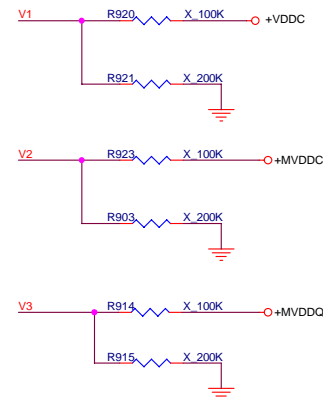 V1 R920 X_100K +VDDC
R921 X_200K
V2 R923 X_100K +MVDDC
R903 X_200K
V3 R914 X_100K +MVDDQ
R915 X_200K